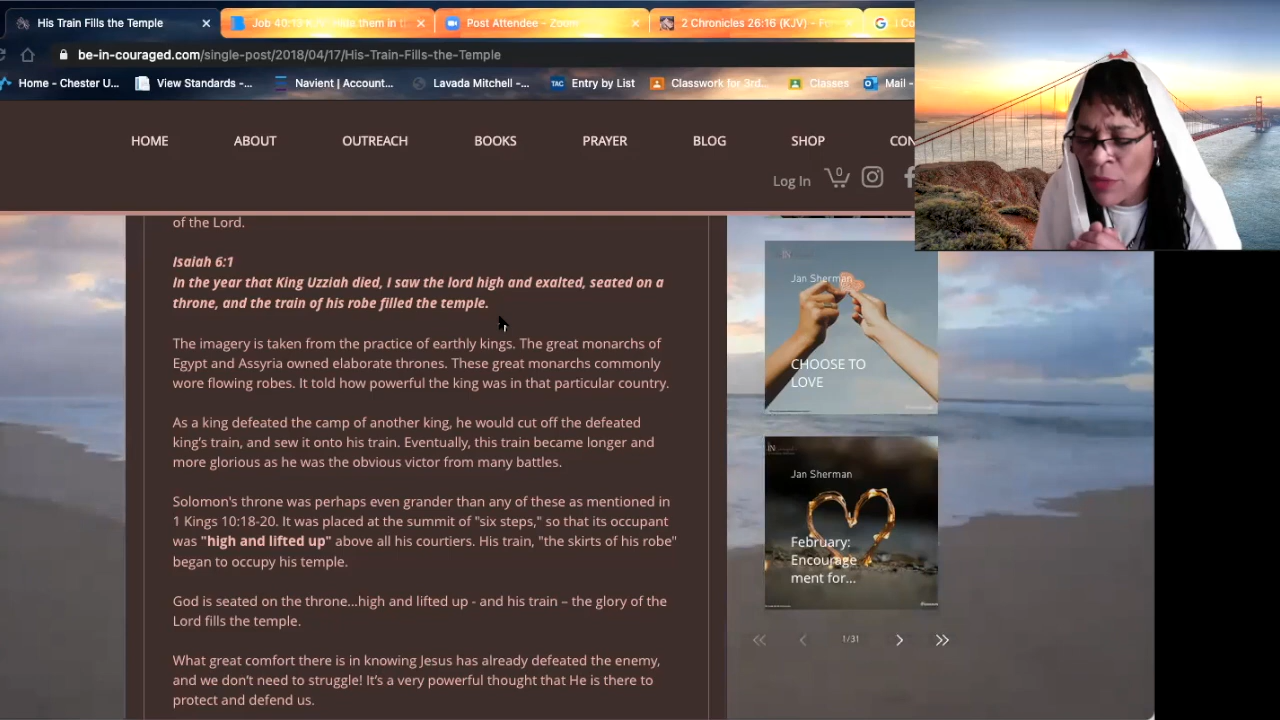 His Train Fills the Temple
Job 40:13 KJV
Post Attendee - Zoom
2 Chronicles 26:16 (KJV)
be-in-couraged.com/single-post/2018/04/17/His-Train-Fills-the-Temple
Home - Chester U...
View Standards -...
Navient | Account...
Lavada Mitchell -...
TAC
Entry by List
Classwork for 3rd...
Classes
Mail -
HOME
ABOUT
OUTREACH
BOOKS
PRAYER
BLOG
SHOP
CON
Log In
0
of the Lord.
Isaiah 6:1
In the year that King Uzziah died, I saw the lord high and exalted, seated on a
throne, and the train of his robe filled the temple.
The imagery is taken from the practice of earthly kings. The great monarchs of
Egypt and Assyria owned elaborate thrones. These great monarchs commonly
wore flowing robes. It told how powerful the king was in that particular country.
As a king defeated the camp of another king, he would cut off the defeated
king's train, and sew it onto his train. Eventually, this train became longer and
more glorious as he was the obvious victor from many battles.
Solomon's throne was perhaps even grander than any of these as mentioned in
1 Kings 10:18-20. It was placed at the summit of "six steps," so that its occupant
was "high and lifted up" above all his courtiers. His train, "the skirts of his robe"
began to occupy his temple.
God is seated on the throne...high and lifted up - and his train – the glory of the
Lord fills the temple.
What great comfort there is in knowing Jesus has already defeated the enemy,
and we don't need to struggle! It's a very powerful thought that He is there to
protect and defend us.
Jan Sherman
CHOOSE TO
LOVE
Jan Sherman
February:
Encourage
ment for...
1/31